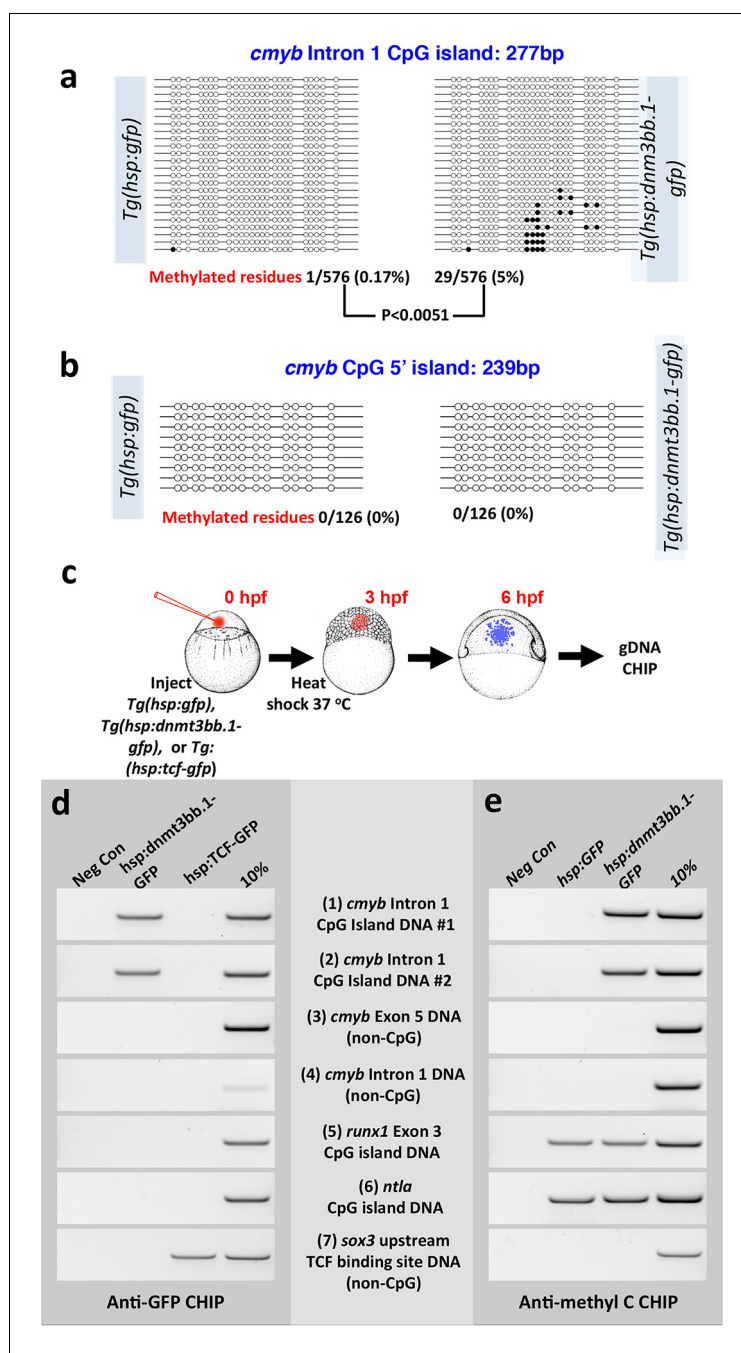 cmyb Intron 1 CpG island: 277bp
a
Tg(hsp:gfp)
Tg(hsp:dnm3bb.1-
gfp)
Methylated residues 1/576 (0.17%)
29/576 (5%)
P<0.0051
b
cmyb CpG 5' island: 239bp
Tg(hsp:gfp)
Tg(hsp:dnmt3bb.1-gfp)
Methylated residues 0/126 (0%)
0/126 (0%)
c
0 hpf
3 hpf
6 hpf
Inject
Tg(hsp:gfp),
Tg(hsp:dnmt3bb.1-
gfp), or Tg:
(hsp:tcf-gfp)
Heat
shock 37 °C
gDNA
CHIP
d
Neg Con
hsp:dnmt3bb.1-
GFP
hsp:TCF-GFP
10%
e
Neg Con
hsp:GFP
hsp:dnmt3bb.1-
GFP
10%
(1) cmyb Intron 1
CpG Island DNA #1
(2) cmyb Intron 1
CpG Island DNA #2
(3) cmyb Exon 5 DNA
(non-CpG)
(4) cmyb Intron 1 DNA
(non-CpG)
(5) runx1 Exon 3
CpG island DNA
(6) ntla
CpG island DNA
(7) sox3 upstream
TCF binding site DNA
(non-CpG)
Anti-GFP CHIP
Anti-methyl C CHIP